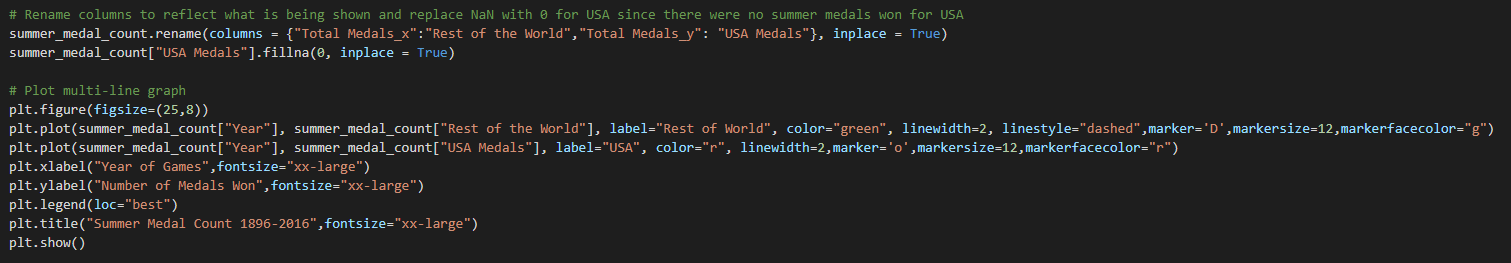 # Rename columns to reflect what is being shown and replace NaN with 0 for USA since there were no summer medals won for USA
summer_medal_count.rename(columns = {"Total Medals_x":"Rest of the World","Total Medals_y": "USA Medals"}, inplace = True)
summer_medal_count["USA Medals"].fillna(0, inplace = True)

# Plot multi-line graph
plt.figure(figsize=(25,8))
plt.plot(summer_medal_count["Year"], summer_medal_count["Rest of the World"], label="Rest of World", color="green", linewidth=2, linestyle="dashed",marker='D',markersize=12,markerfacecolor="g")
plt.plot(summer_medal_count["Year"], summer_medal_count["USA Medals"], label="USA", color="r", linewidth=2,marker='o',markersize=12,markerfacecolor="r")
plt.xlabel("Year of Games",fontsize="xx-large")
plt.ylabel("Number of Medals Won",fontsize="xx-large")
plt.legend(loc="best")
plt.title("Summer Medal Count 1896-2016",fontsize="xx-large")
plt.show()